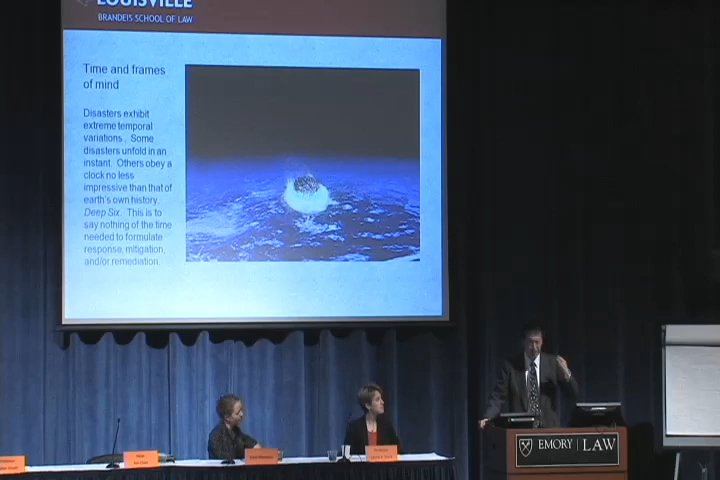 LOUISVILLE
BRANDEIS SCHOOL OF LAW
Time and frames
of mind
Disasters exhibit
extreme temporal
variations. Some
disasters unfold in an
instant. Others obey a
clock no less
impressive than that of
earth's own history.
Deep Six. This is to
say nothing of the time
needed to formulate
response, mitigation,
and/or remediation.
EMORY | LAW